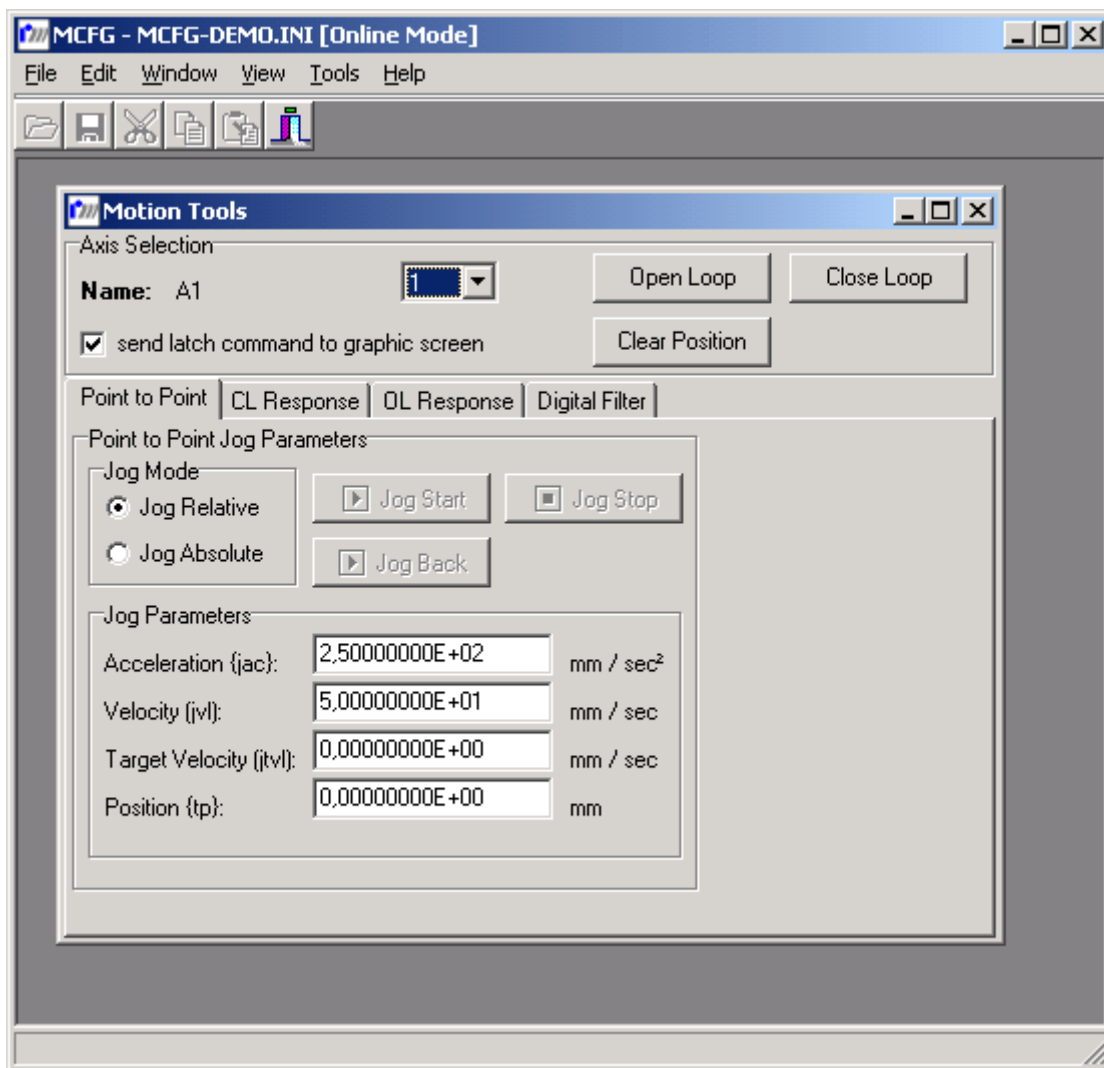 MCFG - MCFG-DEMO.INI [Online Mode]
File Edit Window View Tools Help
Motion Tools
Axis Selection
Name: A1 1 Open Loop Close Loop
send latch command to graphic screen Clear Position
Point to Point CL Response OL Response Digital Filter
Point to Point Jog Parameters
Jog Mode
Jog Relative Jog Start Jog Stop
Jog Absolute Jog Back
Jog Parameters
Acceleration {jac}: 2,50000000E+02 mm / sec²
Velocity {jvl}: 5,00000000E+01 mm / sec
Target Velocity {jtvl}: 0,00000000E+00 mm / sec
Position {tp}: 0,00000000E+00 mm